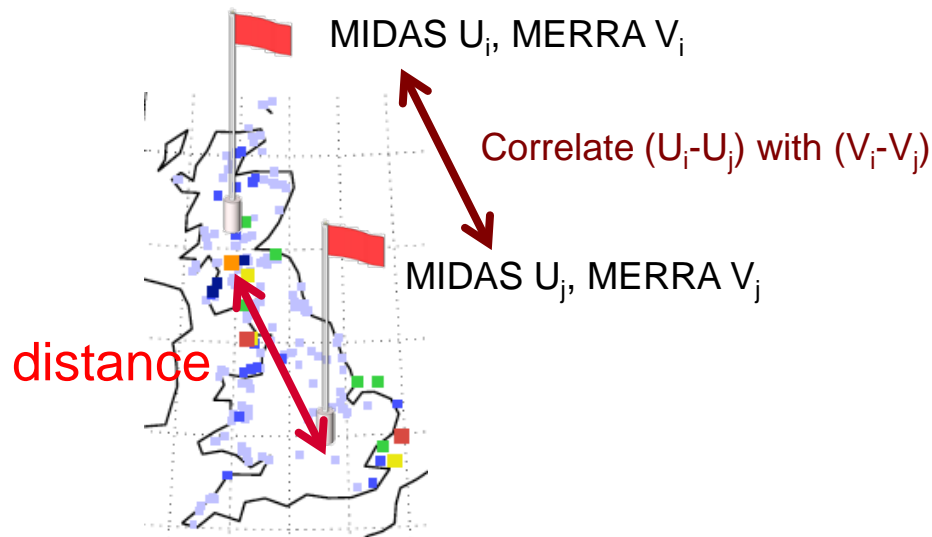 MIDAS Uᵢ, MERRA Vᵢ
Correlate (Uᵢ-Uⱼ) with (Vᵢ-Vⱼ)
MIDAS Uⱼ, MERRA Vⱼ
distance